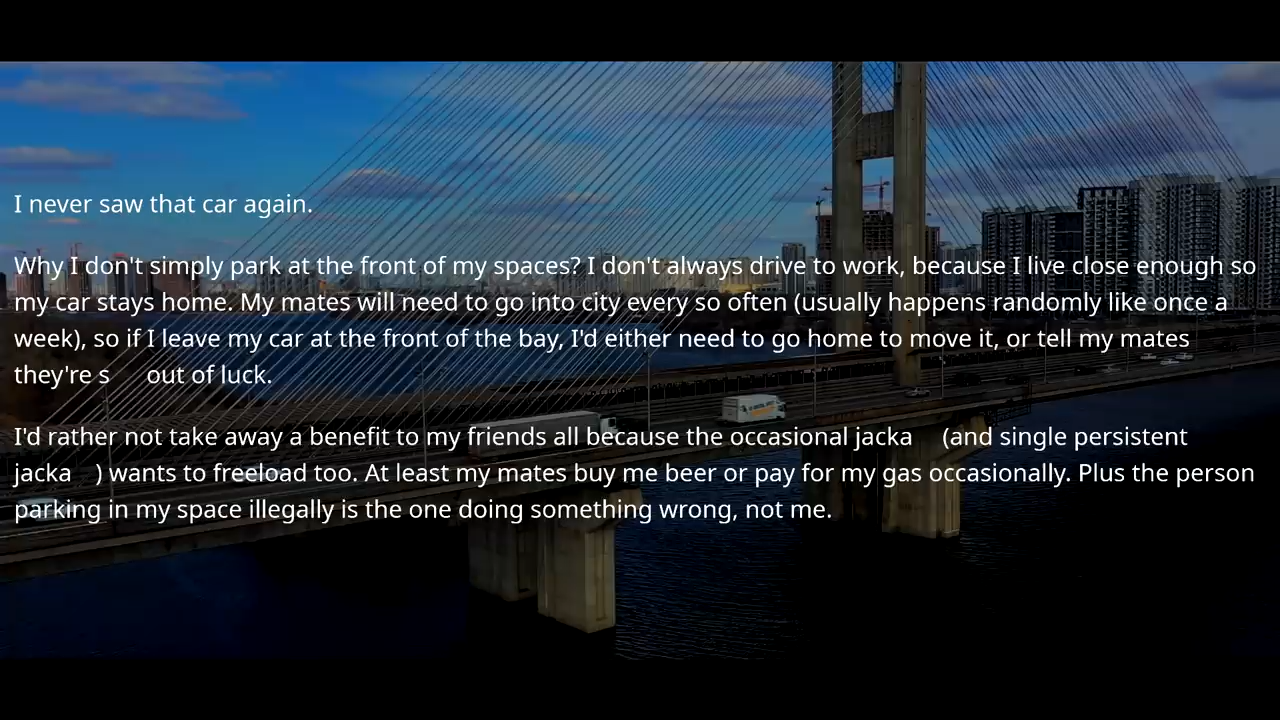 I never saw that car again.
Why I don't simply park at the front of my spaces? I don't always drive to work, because I live close enough so
my car stays home. My mates will need to go into city every so often (usually happens randomly like once a
week), so if I leave my car at the front of the bay, I'd either need to go home to move it, or tell my mates
they're s out of luck.
I'd rather not take away a benefit to my friends all because the occasional jacka (and single persistent
jacka ) wants to freeload too. At least my mates buy me beer or pay for my gas occasionally. Plus the person
parking in my space illegally is the one doing something wrong, not me.